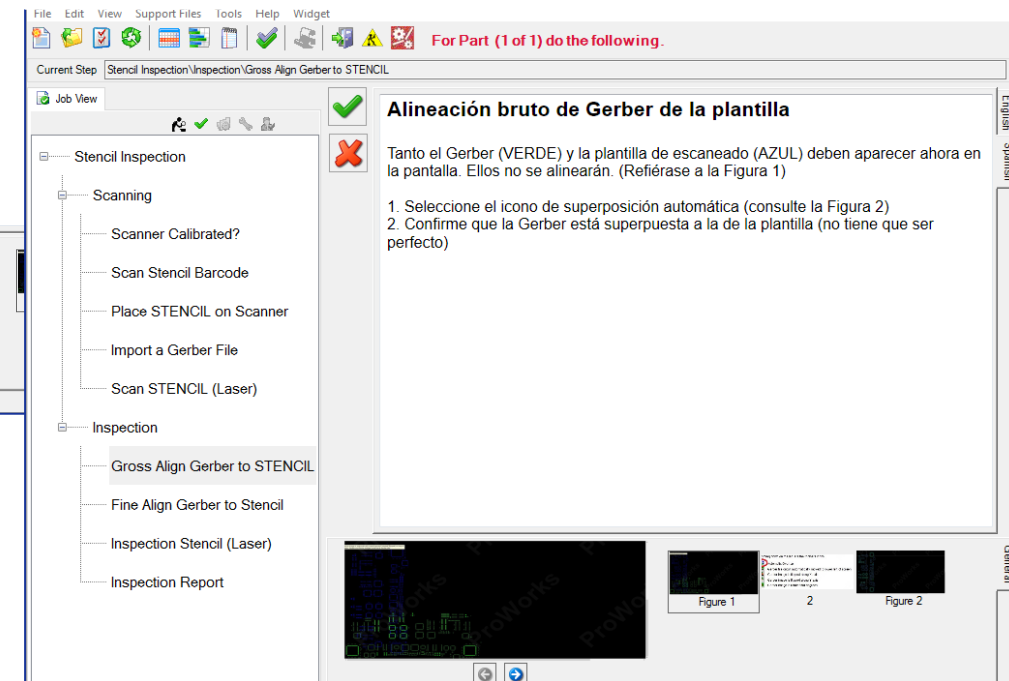 File Edit View Support Files Tools Help Widget
For Part (1 of 1) do the following.
Current Step Stencil Inspection\Inspection\Gross Align Gerber to STENCIL
Job View
Stencil Inspection
Scanning
Scanner Calibrated?
Scan Stencil Barcode
Place STENCIL on Scanner
Import a Gerber File
Scan STENCIL (Laser)
Inspection
Gross Align Gerber to STENCIL
Fine Align Gerber to Stencil
Inspection Stencil (Laser)
Inspection Report
Alineación bruto de Gerber de la plantilla
Tanto el Gerber (VERDE) y la plantilla de escaneado (AZUL) deben aparecer ahora en
la pantalla. Ellos no se alinearán. (Refiérase a la Figura 1)
1. Seleccione el icono de superposición automática (consulte la Figura 2)
2. Confirme que la Gerber está superpuesta a la de la plantilla (no tiene que ser
perfecto)
English
Spanish
General
ProWorks
ProWorks
ProWo
Figure 1
2
Figure 2